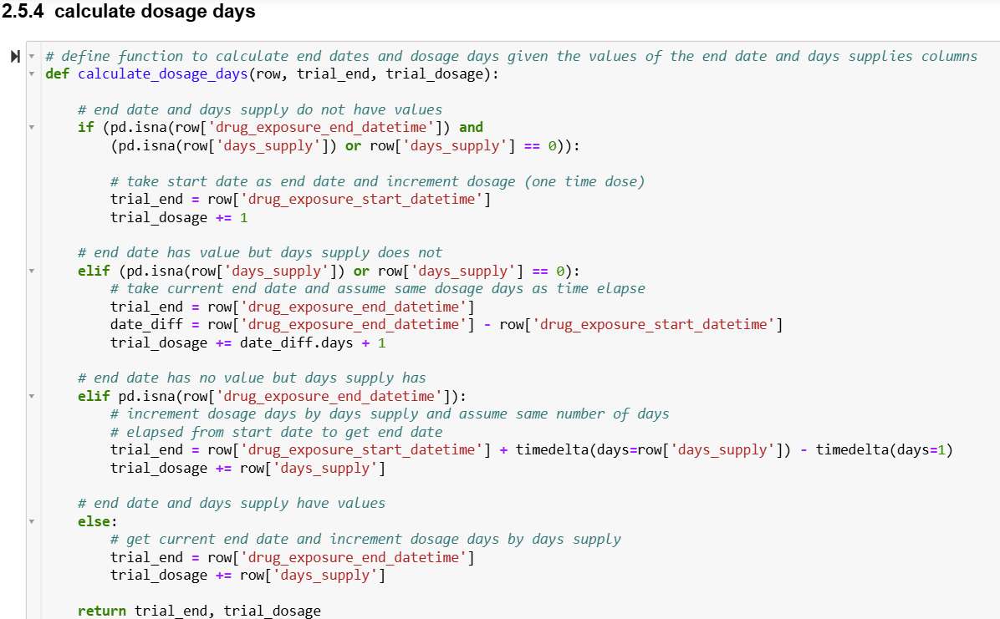 2.5.4 calculate dosage days
# define function to calculate end dates and dosage days given the values of the end date and days supplies columns
def calculate_dosage_days(row, trial_end, trial_dosage):
# end date and days supply do not have values
if (pd.isna(row['drug_exposure_end_datetime']) and
(pd.isna(row['days_supply']) or row['days_supply'] == 0)):
# take start date as end date and increment dosage (one time dose)
trial_end = row['drug_exposure_start_datetime']
trial_dosage += 1
# end date has value but days supply does not
elif (pd.isna(row['days_supply']) or row['days_supply'] == 0):
# take current end date and assume same dosage days as time elapse
trial_end = row['drug_exposure_end_datetime']
date_diff = row['drug_exposure_end_datetime'] - row['drug_exposure_start_datetime']
trial_dosage += date_diff.days + 1
# end date has no value but days supply has
elif pd.isna(row['drug_exposure_end_datetime']):
# increment dosage days by days supply and assume same number of days
# elapsed from start date to get end date
trial_end = row['drug_exposure_start_datetime'] + timedelta(days=row['days_supply']) - timedelta(days=1)
trial_dosage += row['days_supply']
# end date and days supply have values
else:
# get current end date and increment dosage days by days supply
trial_end = row['drug_exposure_end_datetime']
trial_dosage += row['days_supply']
return trial_end, trial_dosage